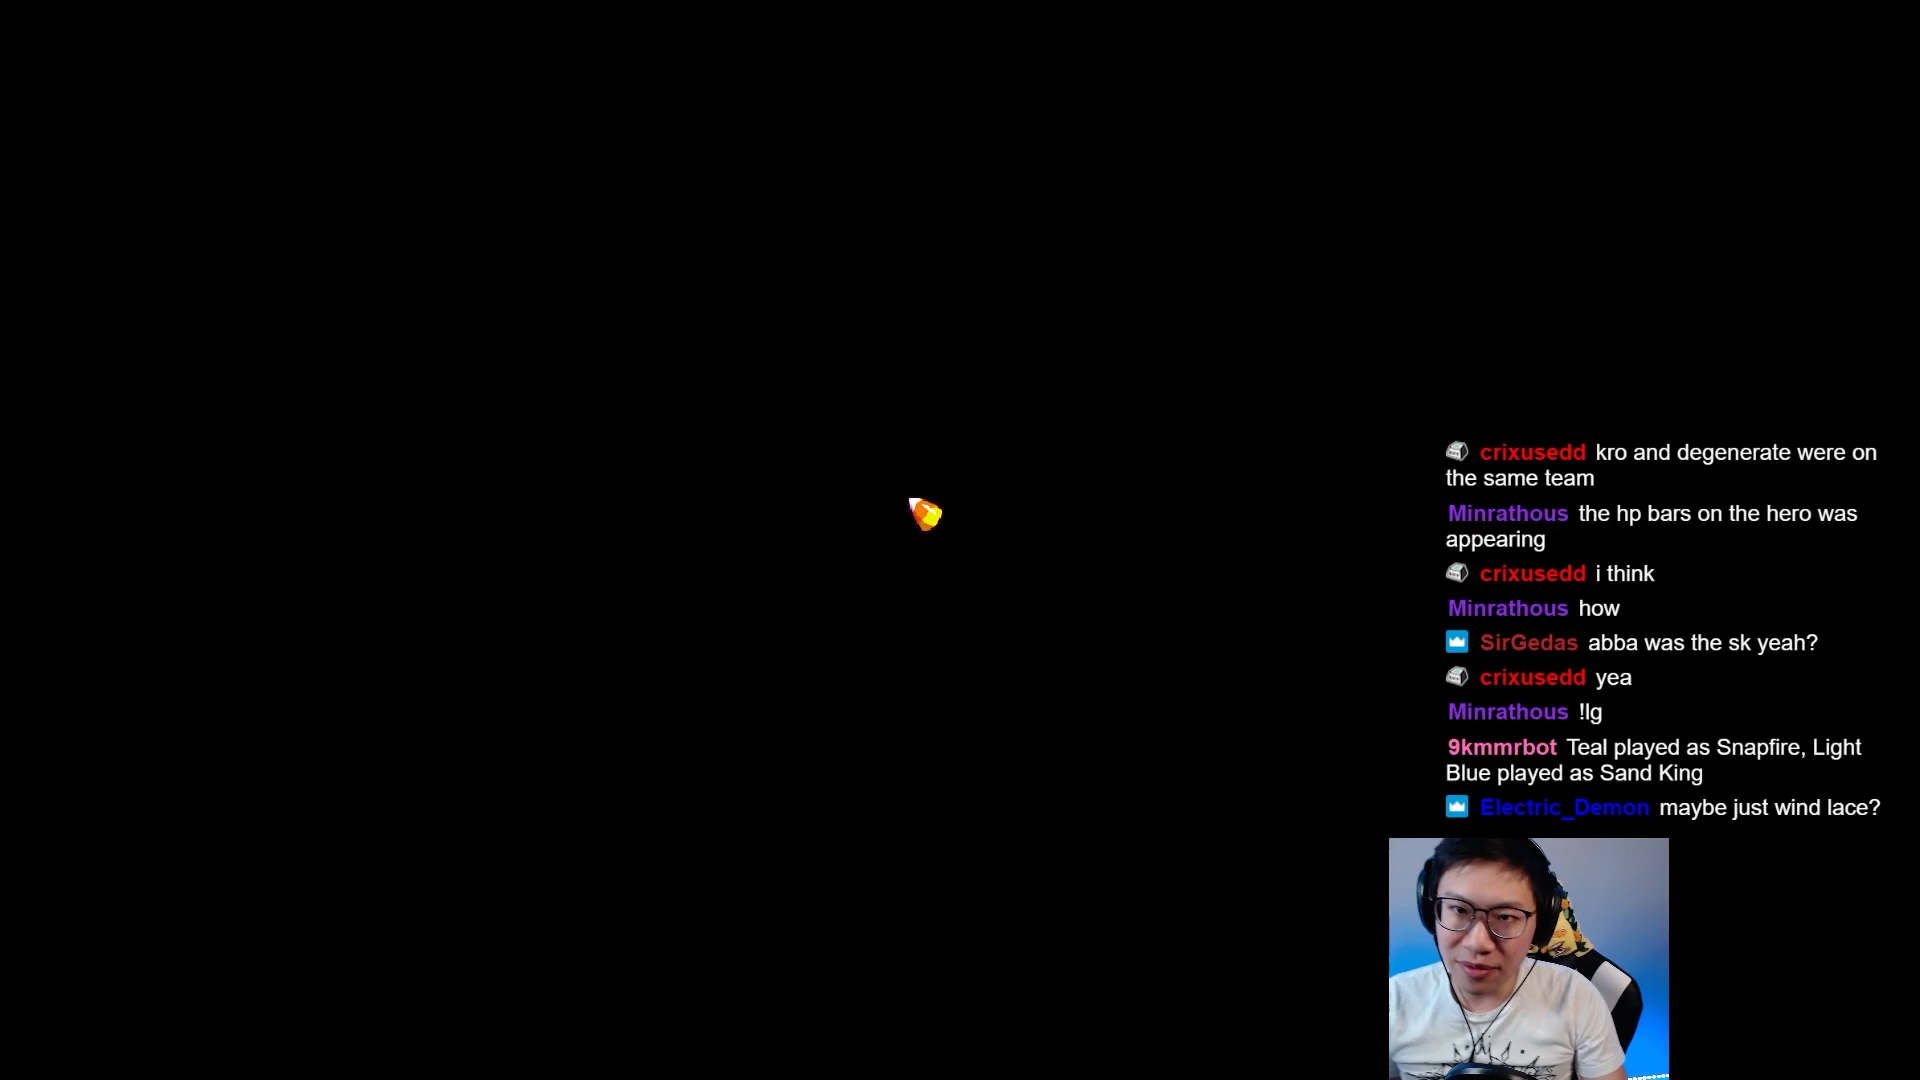 crixusedd kro and degenerate were on
the same team
Minrathous the hp bars on the hero was
appearing
crixusedd i think
Minrathous how
SirGedas abba was the sk yeah?
crixusedd yea
Minrathous !lg
9kmmrbot Teal played as Snapfire, Light
Blue played as Sand King
Electric_Demon maybe just wind lace?